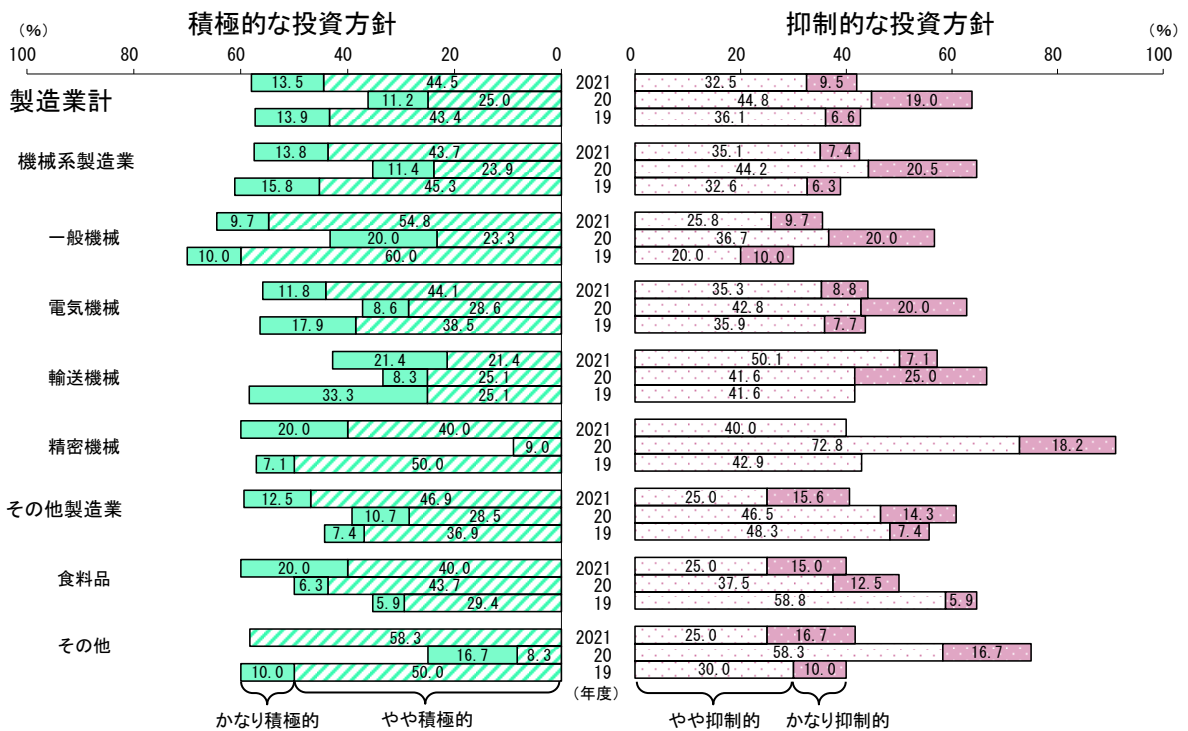 積極的な投資方針 抑制的な投資方針
(%) (%)
100 80 60 40 20 0 0 20 40 60 80 100
製造業計
13.5 44.5 2021 32.5 9.5
11.2 25.0 20 44.8 19.0
13.9 43.4 19 36.1 6.6
機械系製造業
13.8 43.7 2021 35.1 7.4
11.4 23.9 20 44.2 20.5
15.8 45.3 19 32.6 6.3
一般機械
9.7 54.8 2021 25.8 9.7
20.0 23.3 20 36.7 20.0
10.0 60.0 19 20.0 10.0
電気機械
11.8 44.1 2021 35.3 8.8
8.6 28.6 20 42.8 20.0
17.9 38.5 19 35.9 7.7
輸送機械
21.4 21.4 2021 50.1 7.1
8.3 25.1 20 41.6 25.0
33.3 25.1 19 41.6
精密機械
20.0 40.0 2021 40.0
9.0 20 72.8 18.2
7.1 50.0 19 42.9
その他製造業
12.5 46.9 2021 25.0 15.6
10.7 28.5 20 46.5 14.3
7.4 36.9 19 48.3 7.4
食料品
20.0 40.0 2021 25.0 15.0
6.3 43.7 20 37.5 12.5
5.9 29.4 19 58.8 5.9
その他
58.3 2021 25.0 16.7
16.7 8.3 20 58.3 16.7
10.0 50.0 19 30.0 10.0
(年度)
かなり積極的 やや積極的 やや抑制的 かなり抑制的